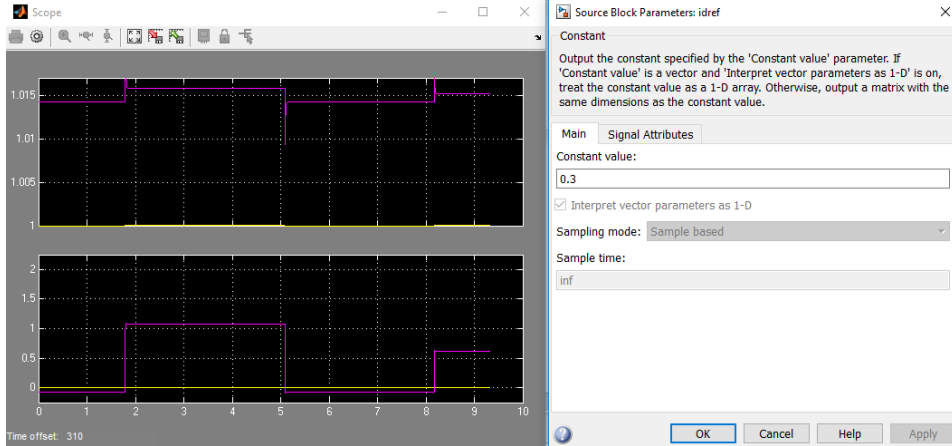 Scope
1.015
1.01
1.005
1
2
1.5
1
0.5
0
0 1 2 3 4 5 6 7 8 9 10
Time offset: 310
Source Block Parameters: idref
Constant
Output the constant specified by the 'Constant value' parameter. If
'Constant value' is a vector and 'Interpret vector parameters as 1-D' is on,
treat the constant value as a 1-D array. Otherwise, output a matrix with the
same dimensions as the constant value.
Main Signal Attributes
Constant value:
0.3
Interpret vector parameters as 1-D
Sampling mode: Sample based
Sample time:
inf
OK Cancel Help Apply